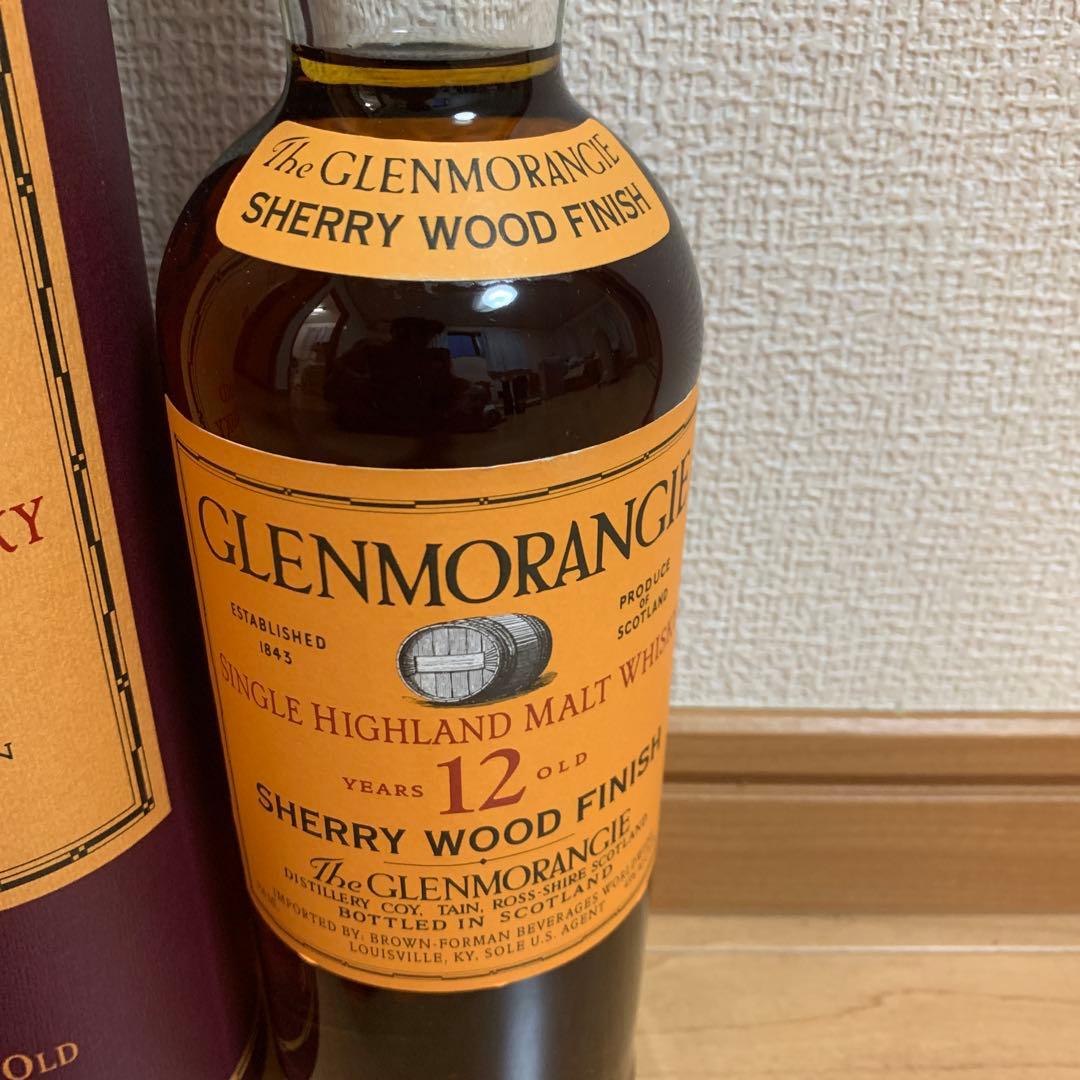 The GLENMORANGIE
SHERRY WOOD FINISH
GLENMORANGIE
ESTABLISHED
1843
PRODUCE
OF
SCOTLAND
SINGLE HIGHLAND MALT WHISKY
YEARS 12 OLD
SHERRY WOOD FINISH
The GLENMORANGIE
DISTILLERY COY, TAIN, ROSS-SHIRE SCOTLAND
BOTTLED IN SCOTLAND
IMPORTED BY: BROWN-FORMAN BEVERAGES WORLDWIDE
LOUISVILLE, KY, SOLE U.S. AGENT
KY
N
OLD